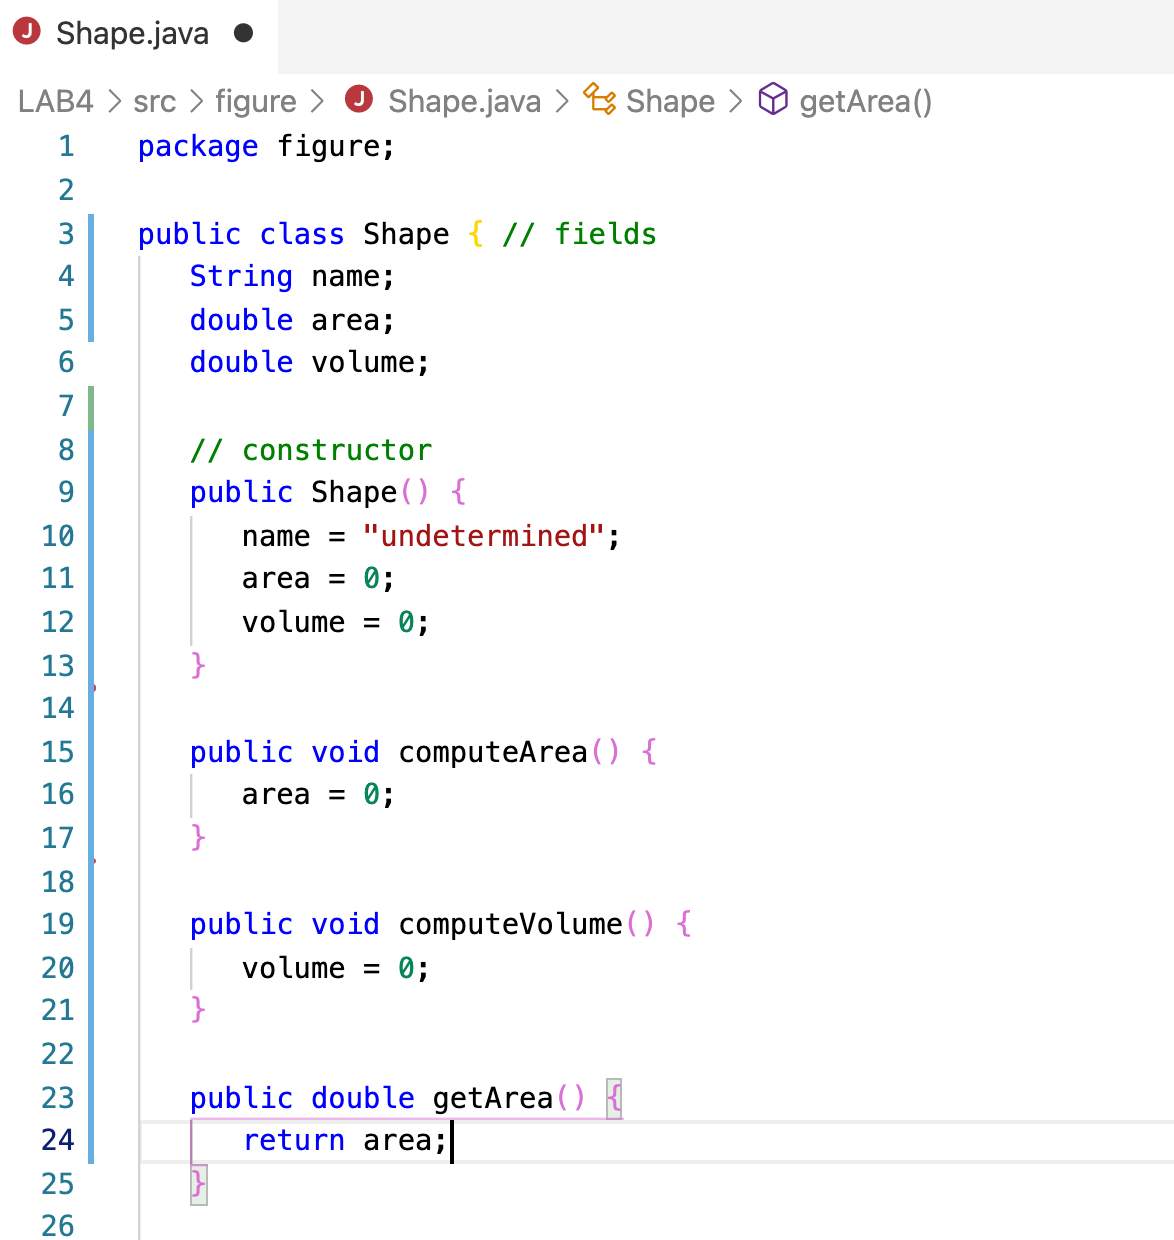 J Shape.java ●
LAB4 > src > figure > J Shape.java > Shape > getArea()
1 package figure;
2
3 public class Shape { // fields
4 String name;
5 double area;
6 double volume;
7
8 // constructor
9 public Shape() {
10 name = "undetermined";
11 area = 0;
12 volume = 0;
13 }
14
15 public void computeArea() {
16 area = 0;
17 }
18
19 public void computeVolume() {
20 volume = 0;
21 }
22
23 public double getArea() {
24 return area;
25 }
26